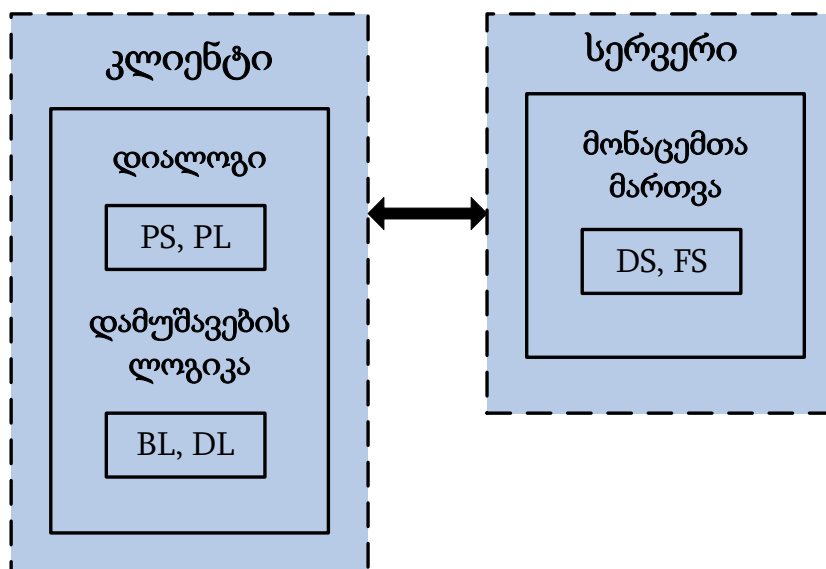 კლიენტი
დიალოგი
PS, PL
დამუშავების
ლოგიკა
BL, DL
სერვერი
მონაცემთა
მართვა
DS, FS